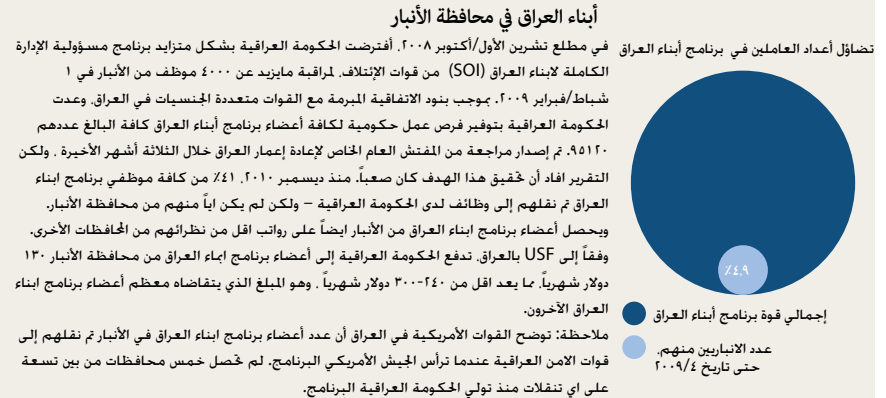 أبناء العراق في محافظة الأنبار
في مطلع تشرين الأول/أكتوبر ٢٠٠٨، أفترضت الحكومة العراقية بشكل متزايد برنامج مسؤولية الإدارة
الكاملة لابناء العراق (SOI) من قوات الإئتلاف، لمراقبة مايزيد عن ٤٠٠٠ موظف من الأنبار في ١
شباط/فبراير ٢٠٠٩. بموجب بنود الاتفاقية المبرمة مع القوات متعددة الجنسيات في العراق، وعدت
الحكومة العراقية بتوفير فرص عمل حكومية لكافة أعضاء برنامج أبناء العراق كافة البالغ عددهم
٩٥١٢٠. تم إصدار مراجعة من المفتش العام الخاص لإعادة إعمار العراق خلال الثلاثة أشهر الأخيرة ، ولكن
التقرير افاد أن تحقيق هذا الهدف كان صعباً. منذ ديسمبر ٢٠١٠، ٤١٪ من كافة موظفي برنامج ابناء
العراق تم نقلهم إلى وظائف لدى الحكومة العراقية – ولكن لم يكن اياً منهم من محافظة الأنبار.
ويحصل أعضاء برنامج ابناء العراق من الأنبار ايضاً على رواتب اقل من نظرائهم من المحافظات الأخرى.
وفقاً إلى USF بالعراق، تدفع الحكومة العراقية إلى أعضاء برنامج ابماء العراق من محافظة الأنبار ١٣٠
دولار شهرياً، مما يعد اقل من ٢٤٠-٣٠٠ دولار شهرياً ، وهو المبلغ الذي يتقاضاه معظم أعضاء برنامج ابناء
العراق الآخرون.
ملاحظة: توضح القوات الأمريكية في العراق أن عدد أعضاء برنامج ابناء العراق في الأنبار تم نقلهم إلى
قوات الامن العراقية عندما ترأس الجيش الأمريكي البرنامج. لم تحصل خمس محافظات من بين تسعة
على اي تنقلات منذ تولي الحكومة العراقية البرنامج.
تضاؤل أعداد العاملين في برنامج أبناء العراق
٤,٩٪
إجمالي قوة برنامج أبناء العراق
عدد الانباريين منهم،
حتى تاريخ ٢٠٠٩/٤